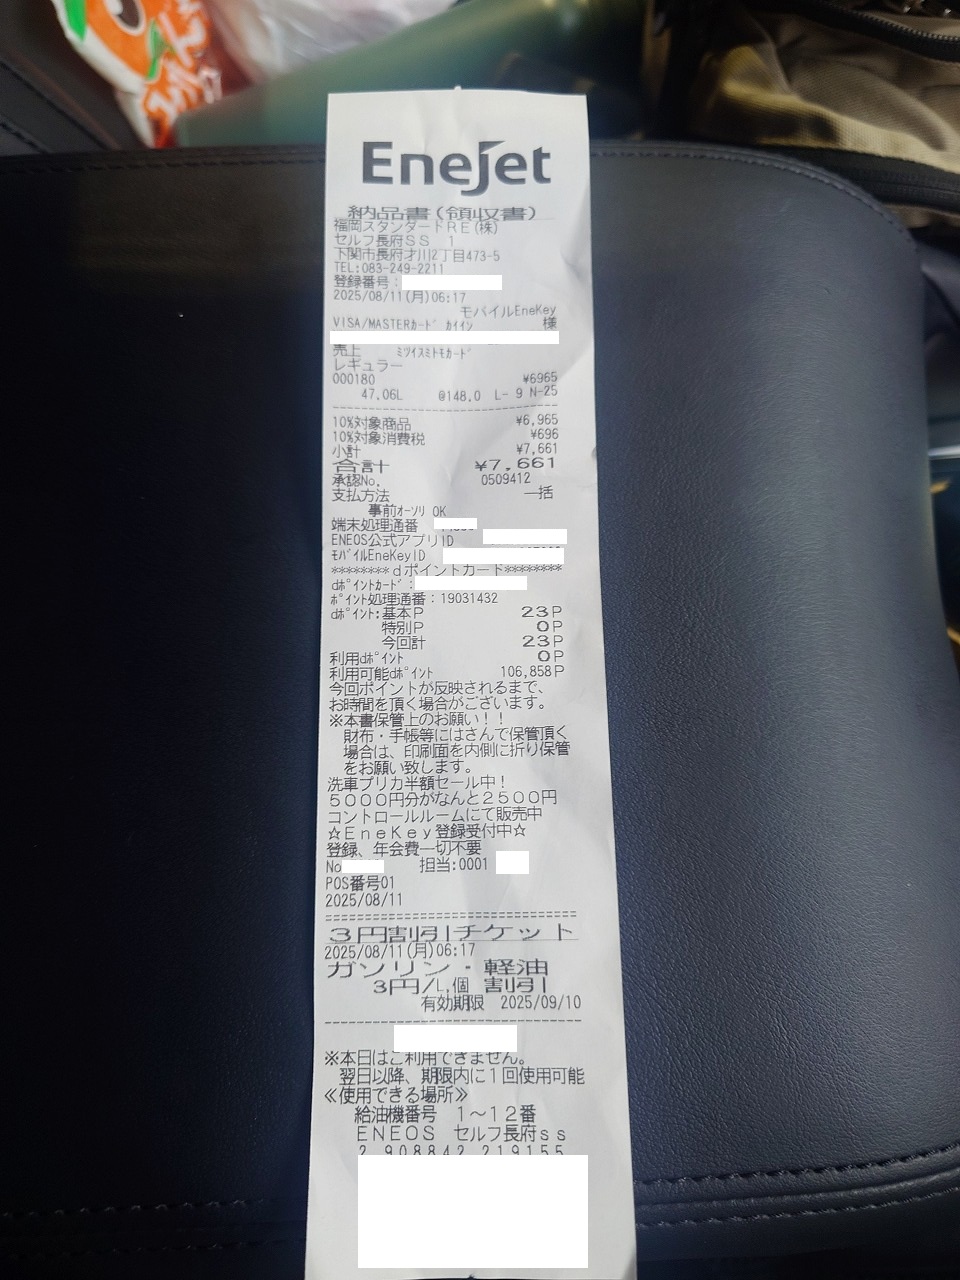 EneJet
納品書(領収書)
福岡スタンダードRE(株)
セルフ長府SS 1
下関市長府才川2丁目473-5
TEL:083-249-2211
登録番号:
2025/08/11(月)06:17
モバイルEneKey
VISA/MASTERカード カイイン 様
売上 ミツイスミトモカード
レギュラー
000180 ¥6965
47.06L @148.0 L- 9 N-25
10%対象商品 ¥6,965
10%対象消費税 ¥696
小計 ¥7,661
合計 ¥7,661
承認No. 0509412
支払方法 一括
事前オーソリ OK
端末処理通番
ENEOS公式アプリID
モバイルEneKeyID
********dポイントカード********
dポイントカード:
ポイント処理通番:19031432
dポイント:基本P 23P
特別P 0P
今回計 23P
利用dポイント 0P
利用可能dポイント 106,858P
今回ポイントが反映されるまで、
お時間を頂く場合がございます。
※本書保管上のお願い!!
財布・手帳等にはさんで保管頂く
場合は、印刷面を内側に折り保管
をお願い致します。
洗車プリカ半額セール中!
5000円分がなんと2500円
コントロールルームにて販売中
☆EneKey登録受付中☆
登録、年会費一切不要
No 担当:0001
POS番号01
2025/08/11
3円割引チケット
2025/08/11(月)06:17
ガソリン・軽油
3円/L,個 割引
有効期限 2025/09/10
※本日はご利用できません。
翌日以降、期限内に1回使用可能
≪使用できる場所≫
給油機番号 1~12番
ENEOS セルフ長府ss
2 908842 219155